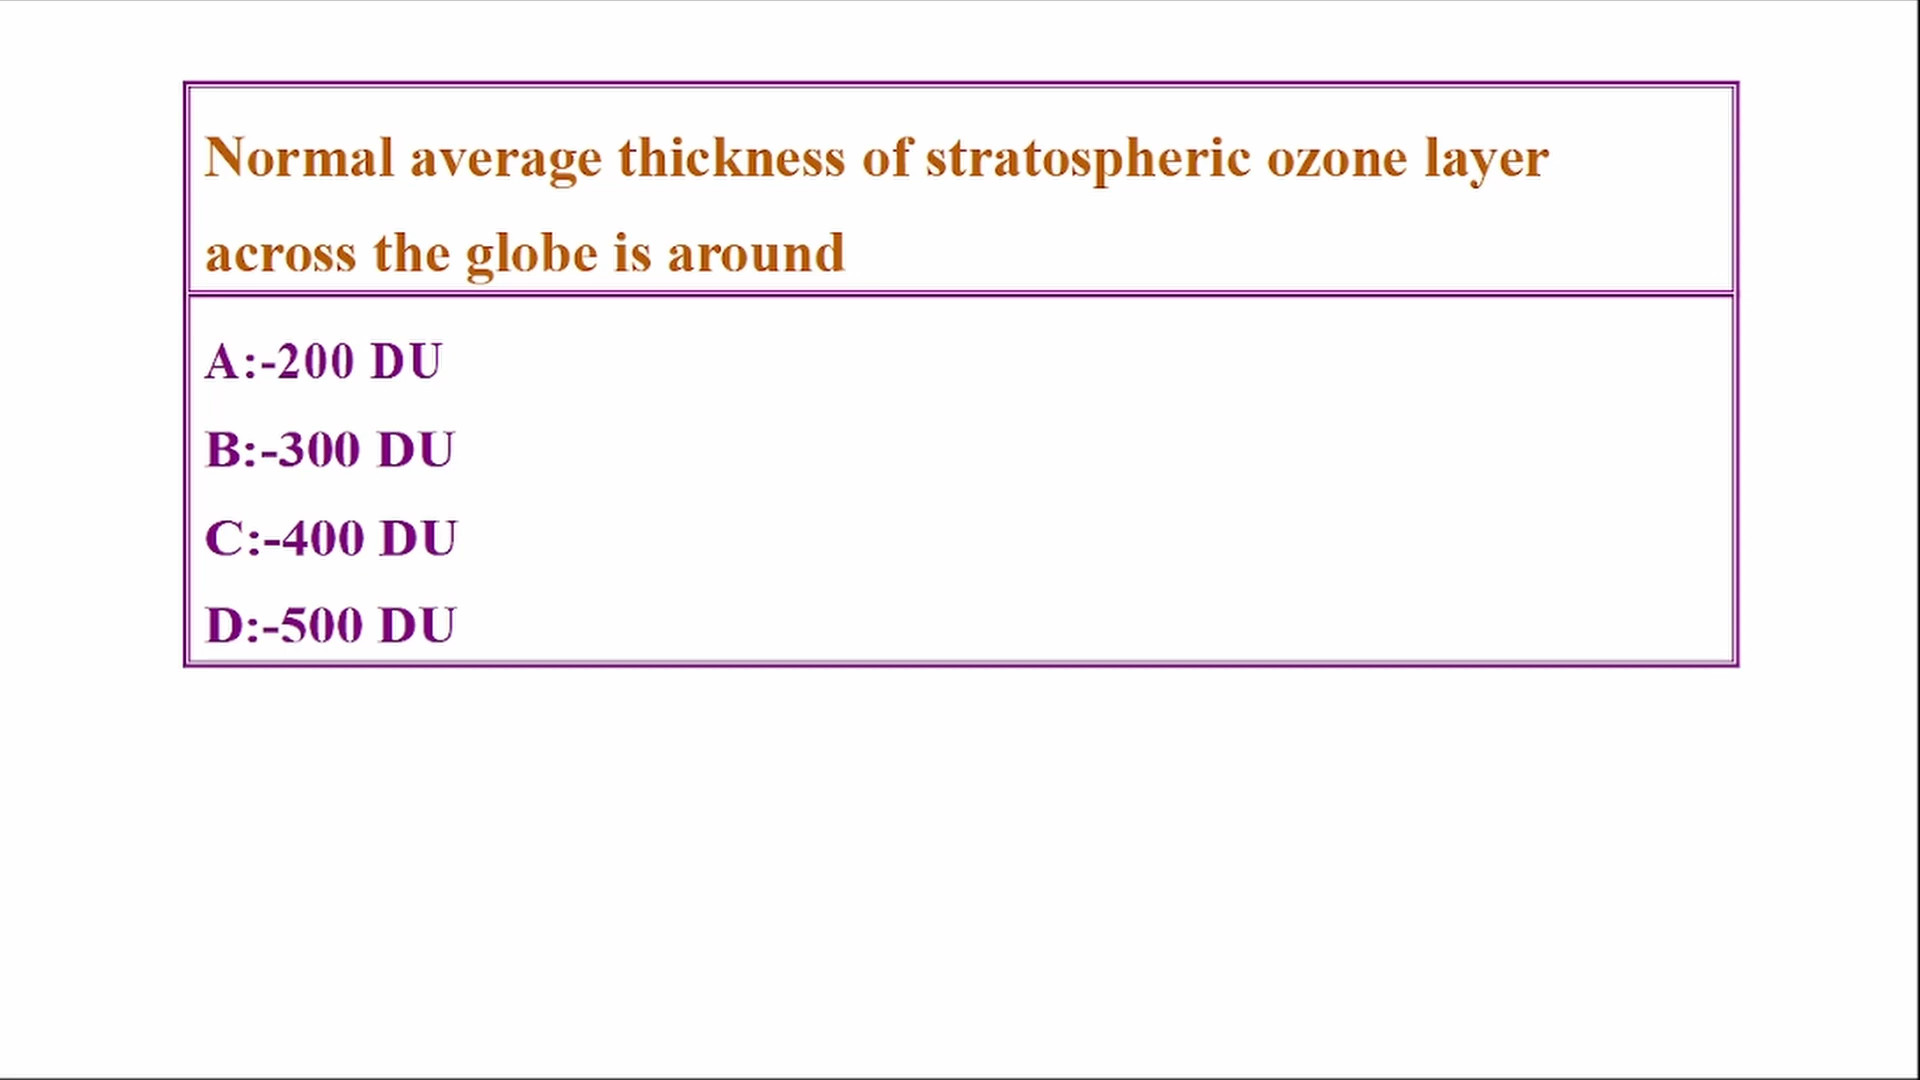 Normal average thickness of stratospheric ozone layer
across the globe is around
A:-200 DU
B:-300 DU
C:-400 DU
D:-500 DU